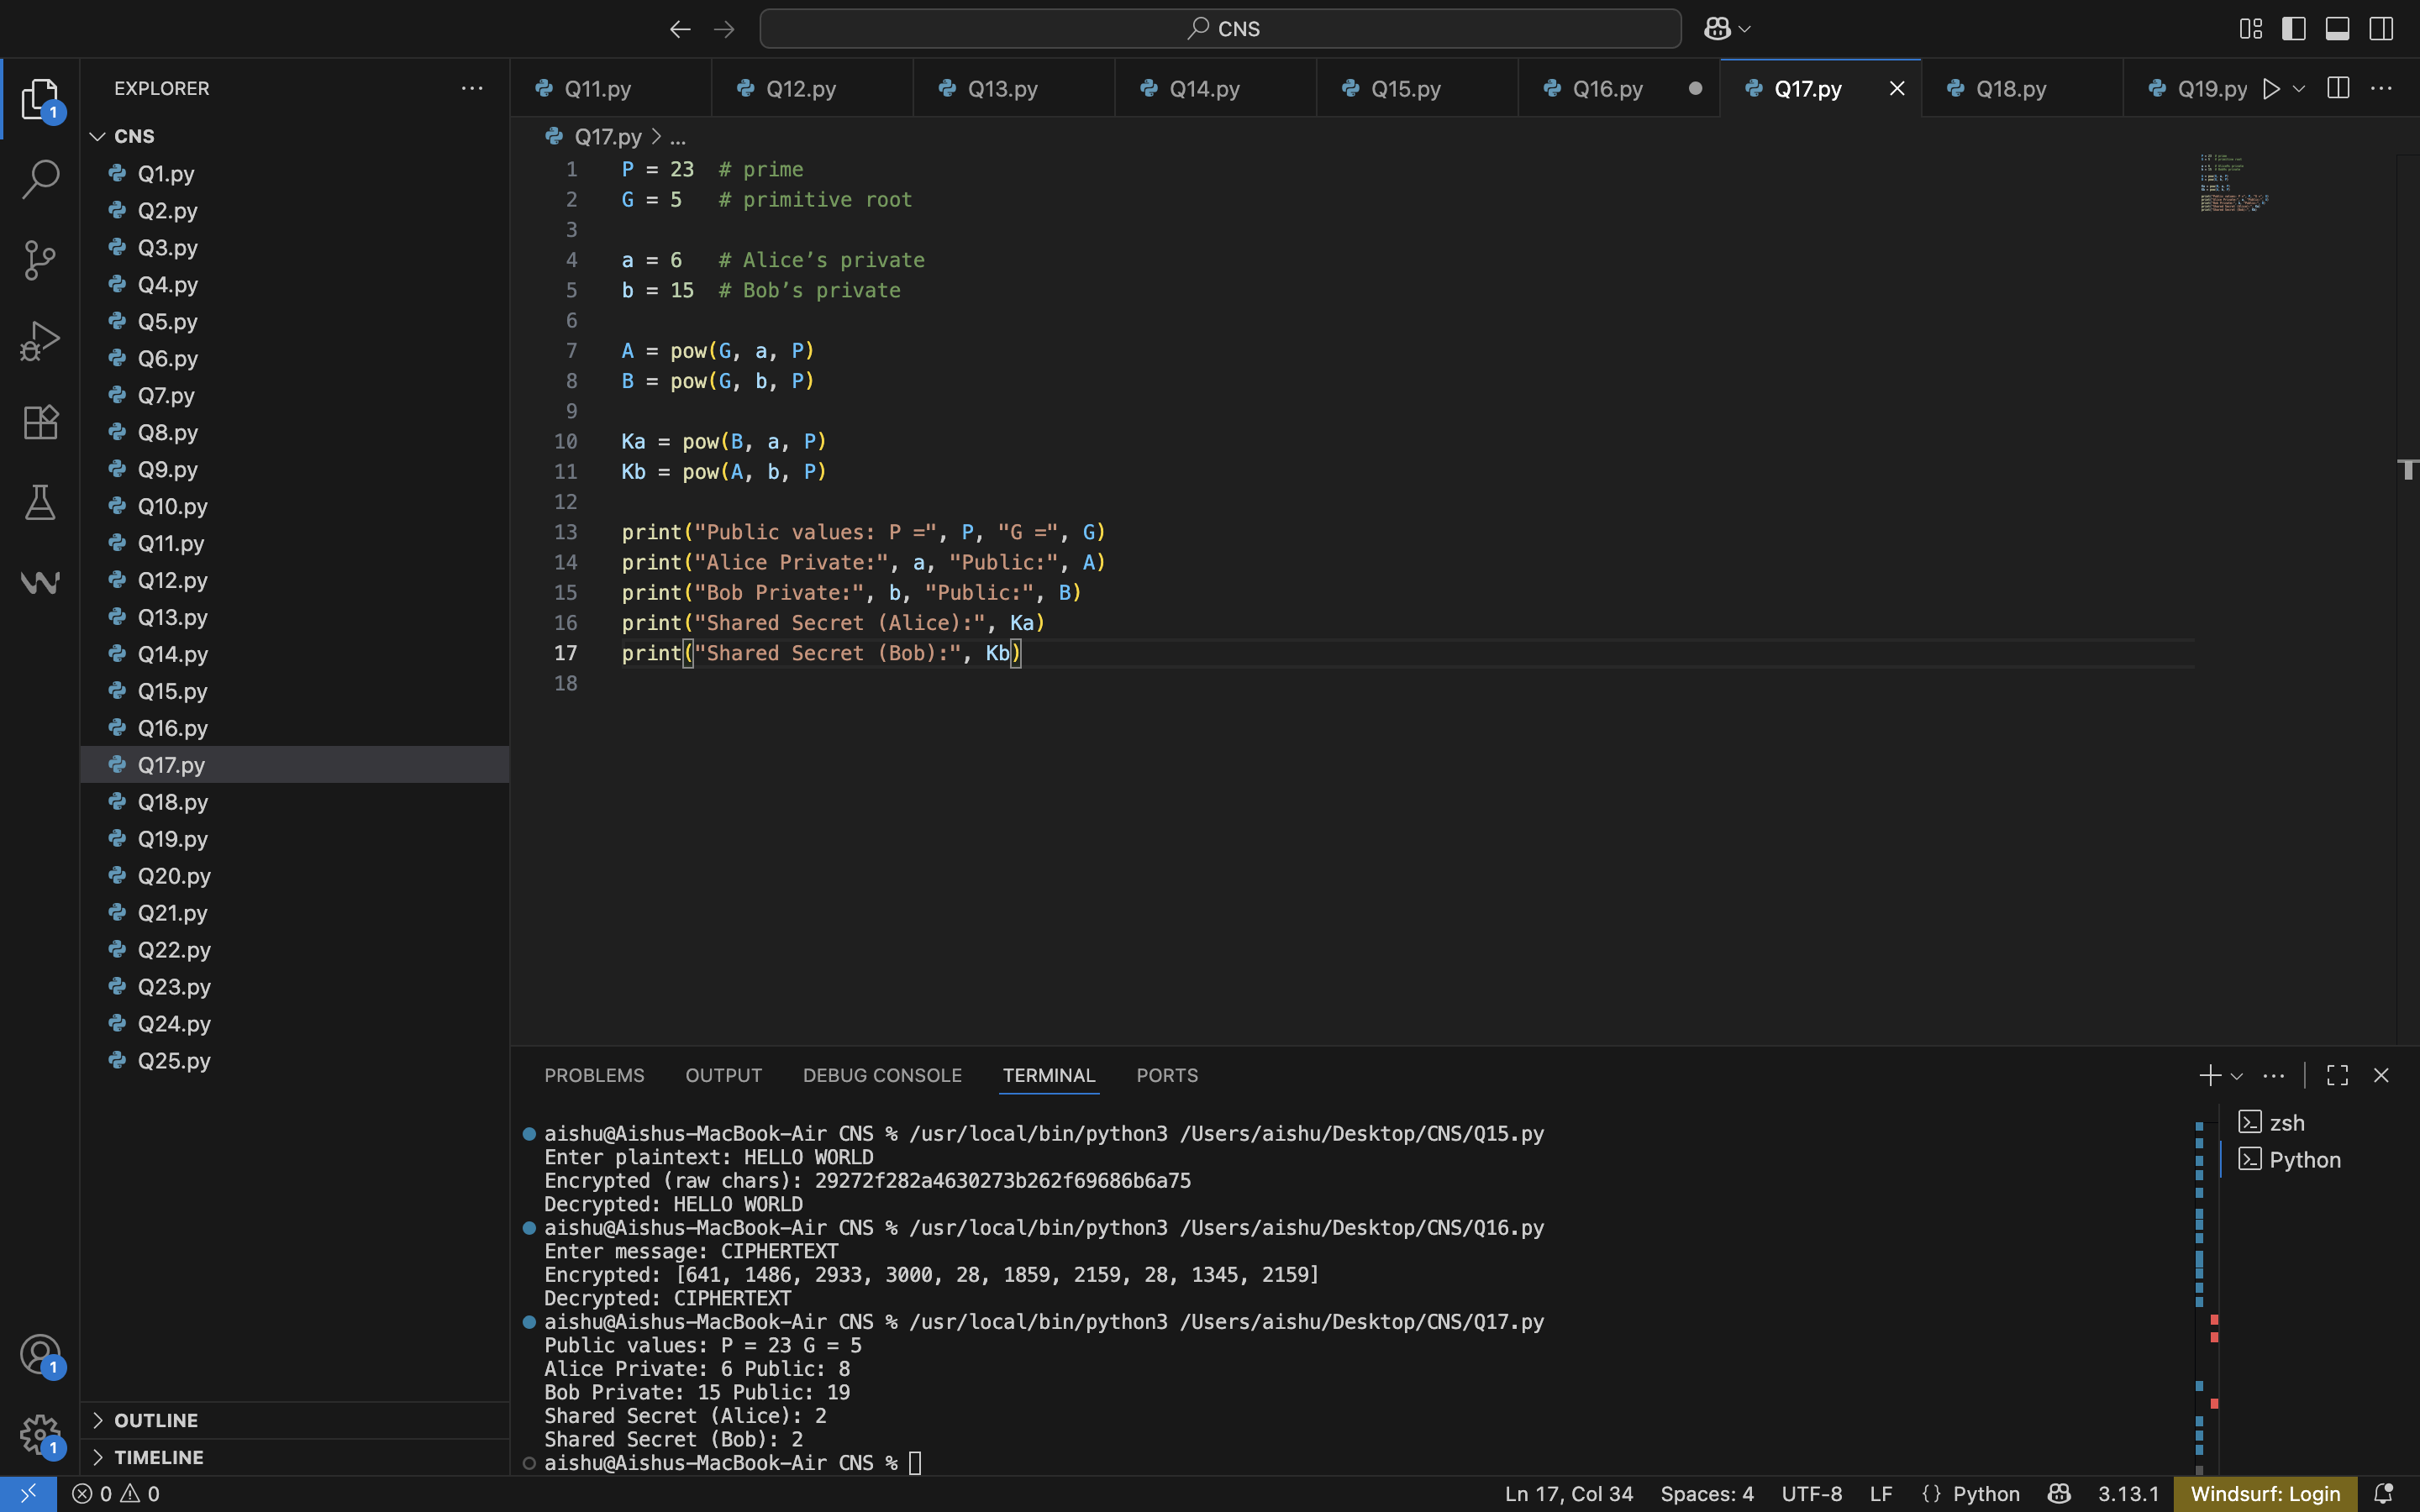 CNS
EXPLORER
CNS
Q1.py
Q2.py
Q3.py
Q4.py
Q5.py
Q6.py
Q7.py
Q8.py
Q9.py
Q10.py
Q11.py
Q12.py
Q13.py
Q14.py
Q15.py
Q16.py
Q17.py
Q18.py
Q19.py
Q20.py
Q21.py
Q22.py
Q23.py
Q24.py
Q25.py
OUTLINE
TIMELINE
1
1
1
Q11.py Q12.py Q13.py Q14.py Q15.py Q16.py Q17.py Q18.py Q19.py
Q17.py > ...
1 P = 23  # prime
2 G = 5   # primitive root
3
4 a = 6   # Alice’s private
5 b = 15  # Bob’s private
6
7 A = pow(G, a, P)
8 B = pow(G, b, P)
9
10 Ka = pow(B, a, P)
11 Kb = pow(A, b, P)
12
13 print("Public values: P =", P, "G =", G)
14 print("Alice Private:", a, "Public:", A)
15 print("Bob Private:", b, "Public:", B)
16 print("Shared Secret (Alice):", Ka)
17 print("Shared Secret (Bob):", Kb)
18
PROBLEMS OUTPUT DEBUG CONSOLE TERMINAL PORTS
aishu@Aishus-MacBook-Air CNS % /usr/local/bin/python3 /Users/aishu/Desktop/CNS/Q15.py
Enter plaintext: HELLO WORLD
Encrypted (raw chars): 29272f282a4630273b262f69686b6a75
Decrypted: HELLO WORLD
aishu@Aishus-MacBook-Air CNS % /usr/local/bin/python3 /Users/aishu/Desktop/CNS/Q16.py
Enter message: CIPHERTEXT
Encrypted: [641, 1486, 2933, 3000, 28, 1859, 2159, 28, 1345, 2159]
Decrypted: CIPHERTEXT
aishu@Aishus-MacBook-Air CNS % /usr/local/bin/python3 /Users/aishu/Desktop/CNS/Q17.py
Public values: P = 23 G = 5
Alice Private: 6 Public: 8
Bob Private: 15 Public: 19
Shared Secret (Alice): 2
Shared Secret (Bob): 2
aishu@Aishus-MacBook-Air CNS %
zsh
Python
0 0
Ln 17, Col 34 Spaces: 4 UTF-8 LF {} Python 3.13.1 Windsurf: Login